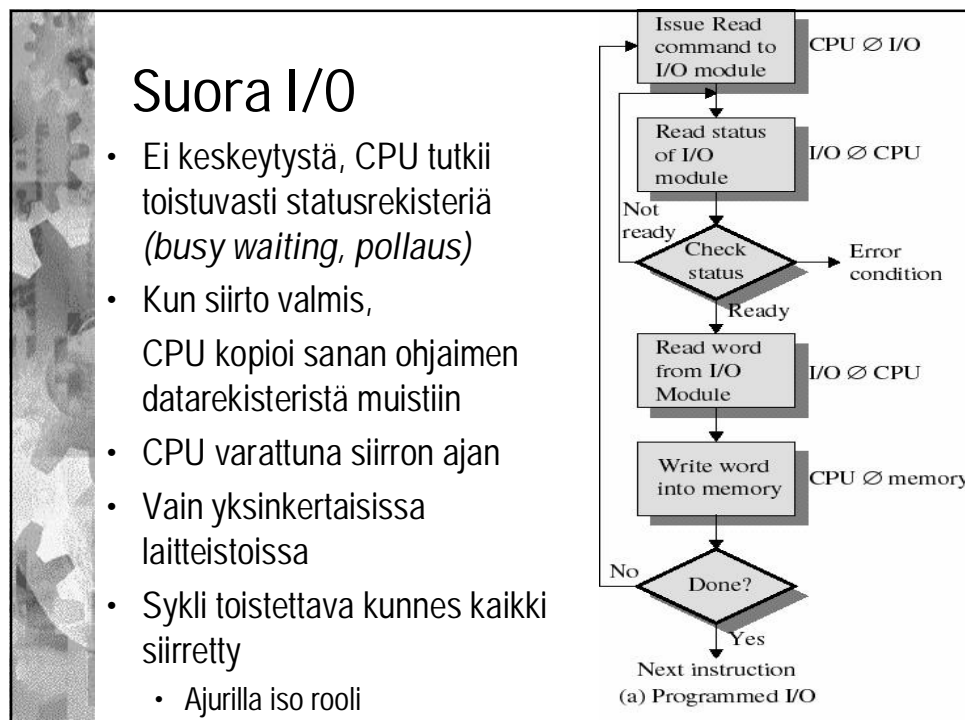 Suora I/O
• Ei keskeytystä, CPU tutkii
toistuvasti statusrekisteriä
(busy waiting, pollaus)
• Kun siirto valmis,
CPU kopioi sanan ohjaimen
datarekisteristä muistiin
• CPU varattuna siirron ajan
• Vain yksinkertaisissa
laitteistoissa
• Sykli toistettava kunnes kaikki
siirretty
• Ajurilla iso rooli
Issue Read
command to
I/O module
CPU ∅ I/O
Read status
of I/O
module
I/O ∅ CPU
Not
ready
Check
status
Error
condition
Ready
Read word
from I/O
Module
I/O ∅ CPU
Write word
into memory
CPU ∅ memory
No
Done?
Yes
Next instruction
(a) Programmed I/O